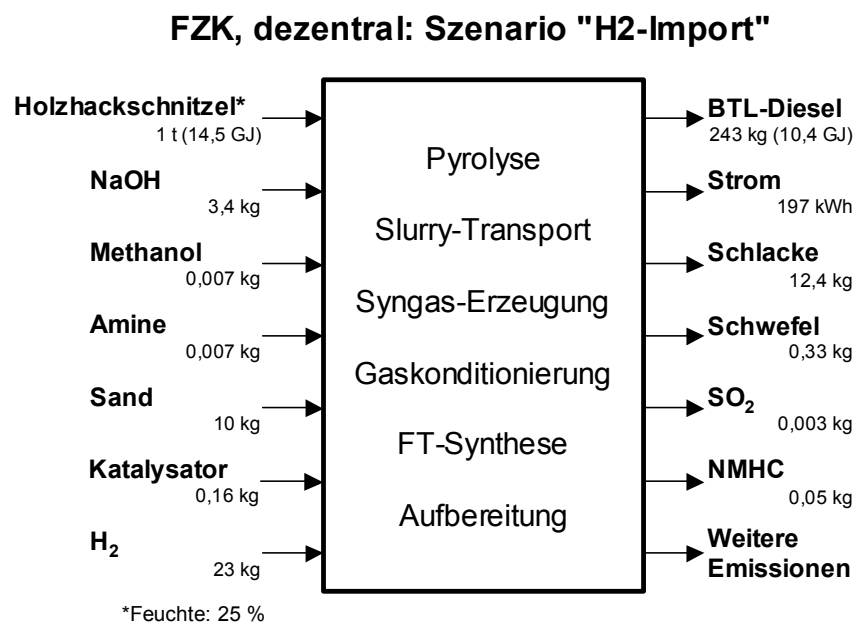 FZK, dezentral: Szenario "H2-Import"
Holzhackschnitzel*
1 t (14,5 GJ)
NaOH
3,4 kg
Methanol
0,007 kg
Amine
0,007 kg
Sand
10 kg
Katalysator
0,16 kg
H₂
23 kg
*Feuchte: 25 %
Pyrolyse
Slurry-Transport
Syngas-Erzeugung
Gaskonditionierung
FT-Synthese
Aufbereitung
BTL-Diesel
243 kg (10,4 GJ)
Strom
197 kWh
Schlacke
12,4 kg
Schwefel
0,33 kg
SO₂
0,003 kg
NMHC
0,05 kg
Weitere
Emissionen